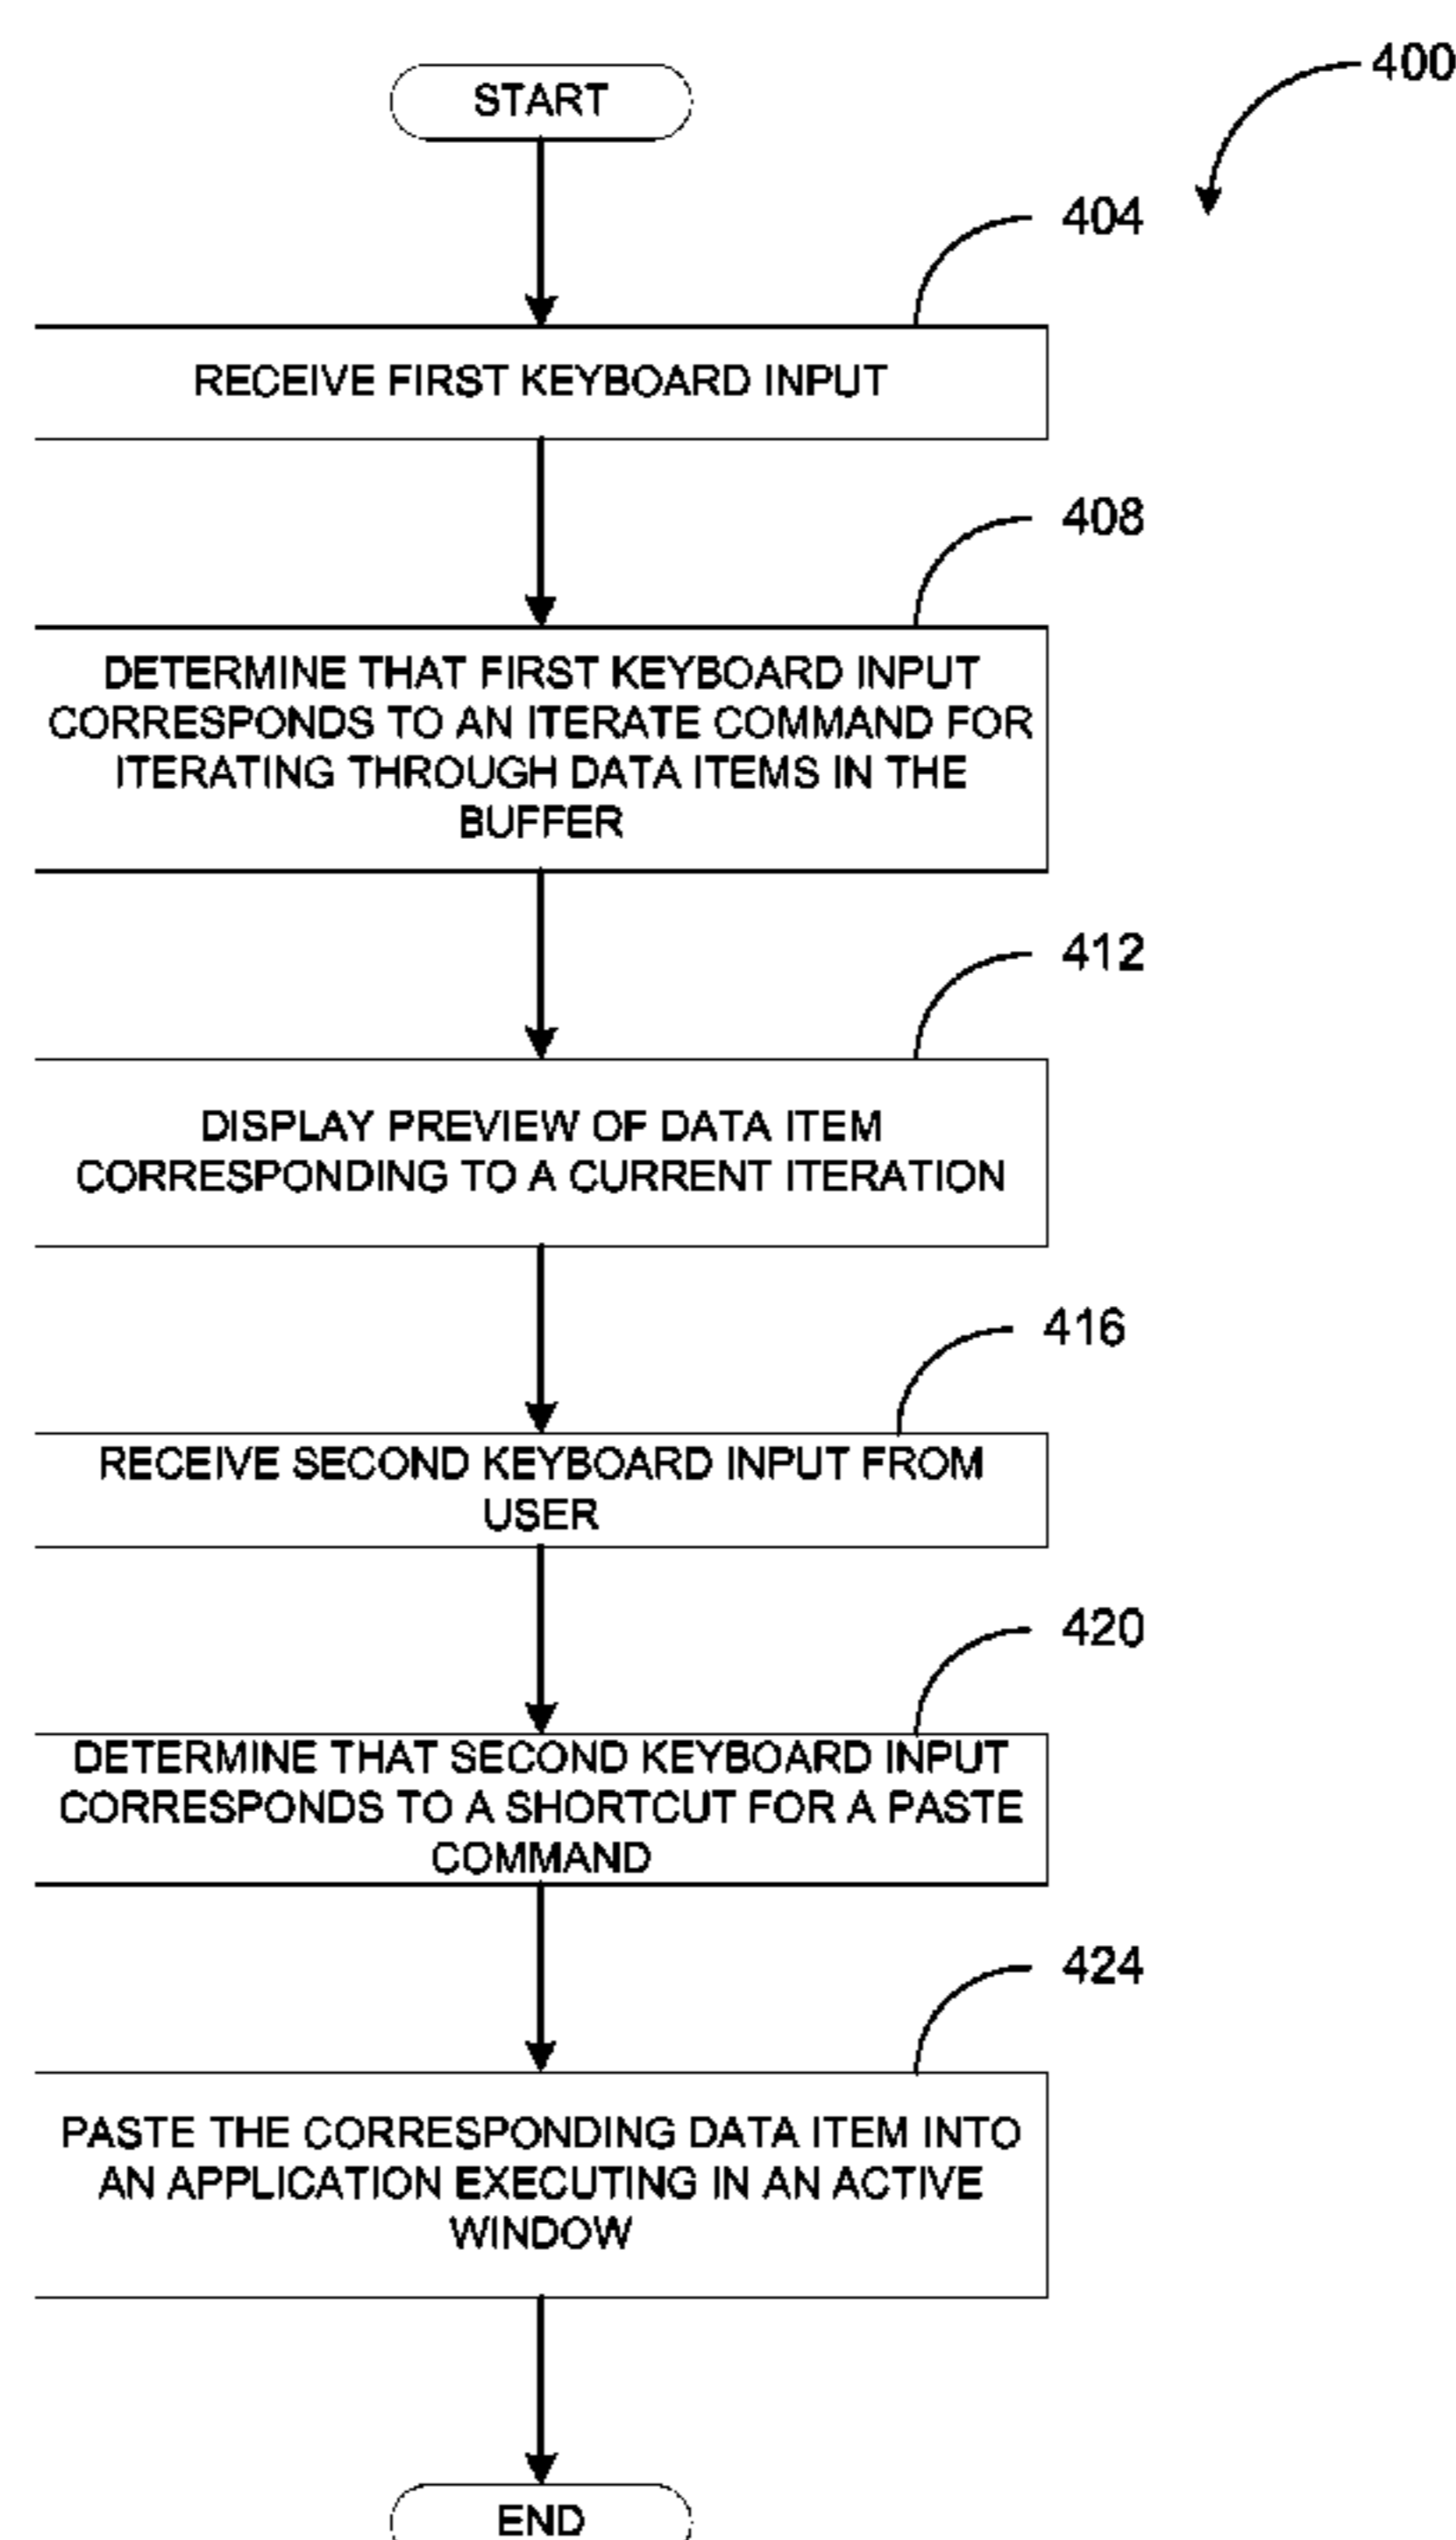 START
400
404
RECEIVE FIRST KEYBOARD INPUT
408
DETERMINE THAT FIRST KEYBOARD INPUT
CORRESPONDS TO AN ITERATE COMMAND FOR
ITERATING THROUGH DATA ITEMS IN THE
BUFFER
412
DISPLAY PREVIEW OF DATA ITEM
CORRESPONDING TO A CURRENT ITERATION
416
RECEIVE SECOND KEYBOARD INPUT FROM
USER
420
DETERMINE THAT SECOND KEYBOARD INPUT
CORRESPONDS TO A SHORTCUT FOR A PASTE
COMMAND
424
PASTE THE CORRESPONDING DATA ITEM INTO
AN APPLICATION EXECUTING IN AN ACTIVE
WINDOW
END